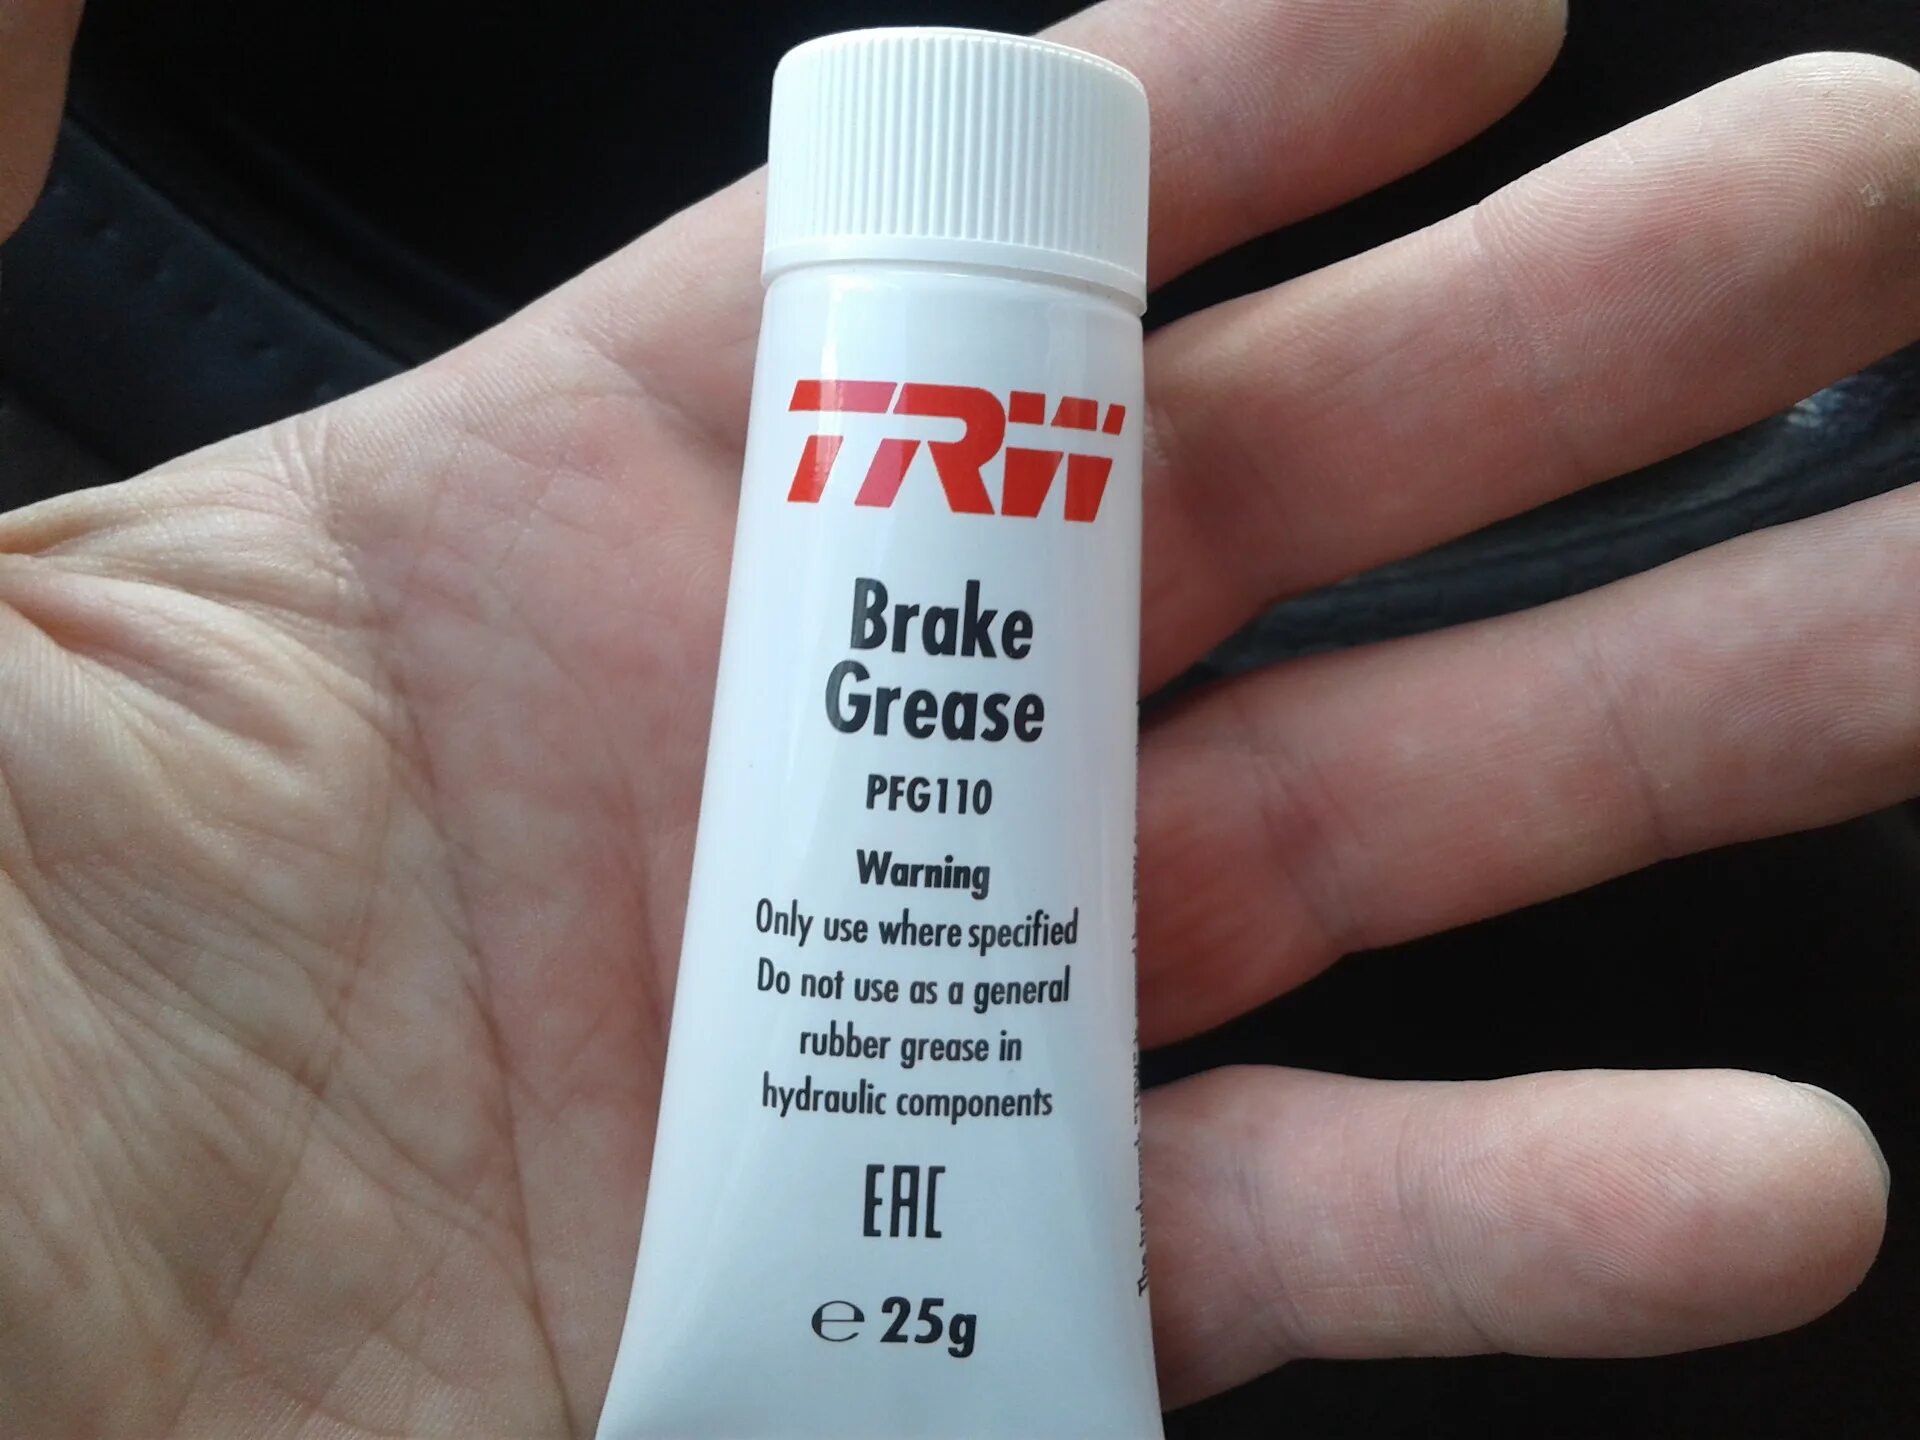 TRW
Brake
Grease
PFG110
Warning
Only use where specified
Do not use as a general
rubber grease in
hydraulic components
EAC
℮ 25g